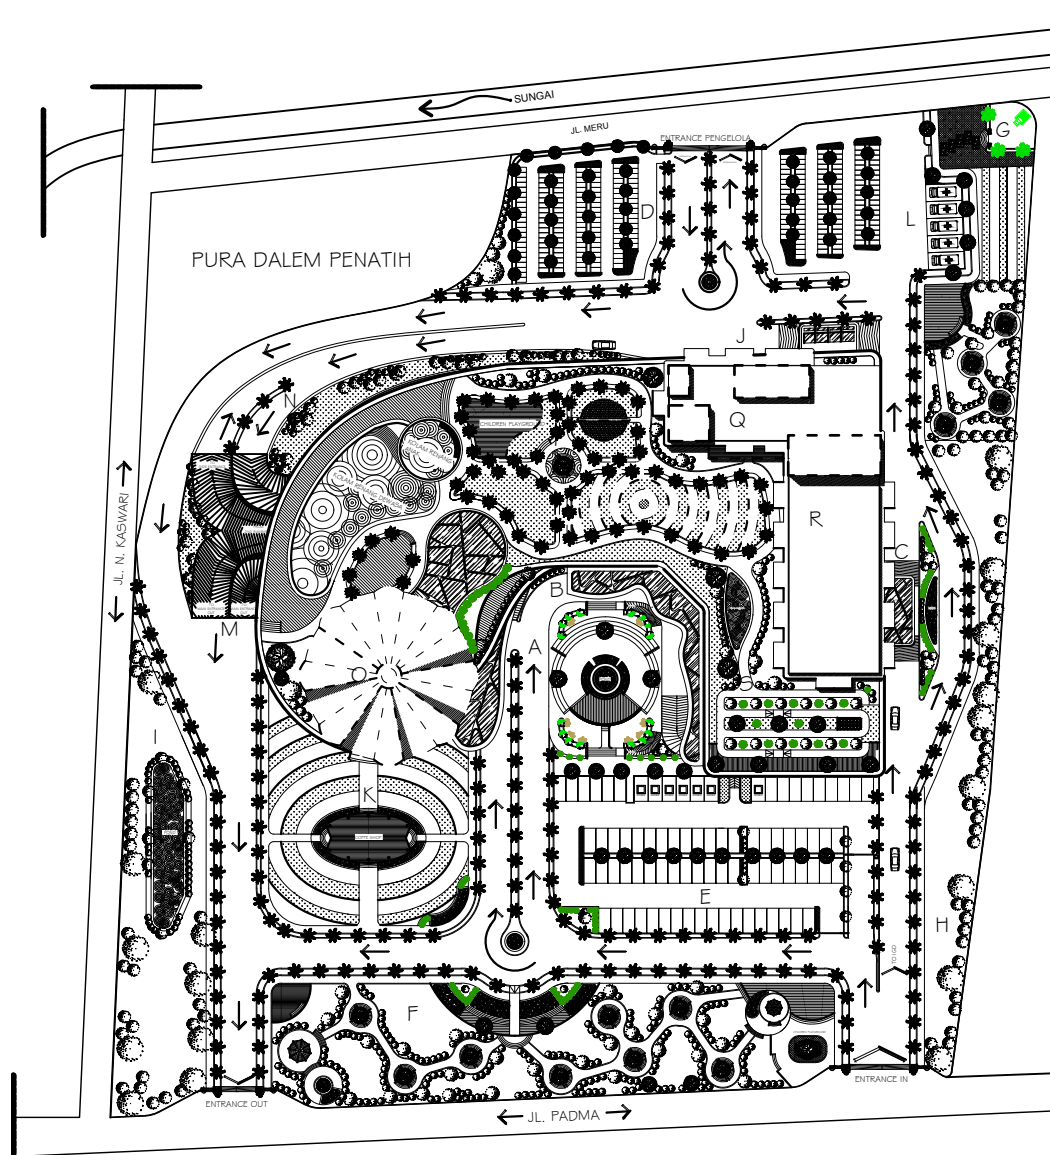 SUNGAI
JL. MERU
ENTRANCE PENGELOLA
G
D
L
PURA DALEM PENATIH
J
N
Q
CHILDREN PLAYGROUND
R
JL. N. KASWARI
C
B
M
A
O
S
I
K
E
H
F
ENTRANCE OUT
ENTRANCE IN
JL. PADMA